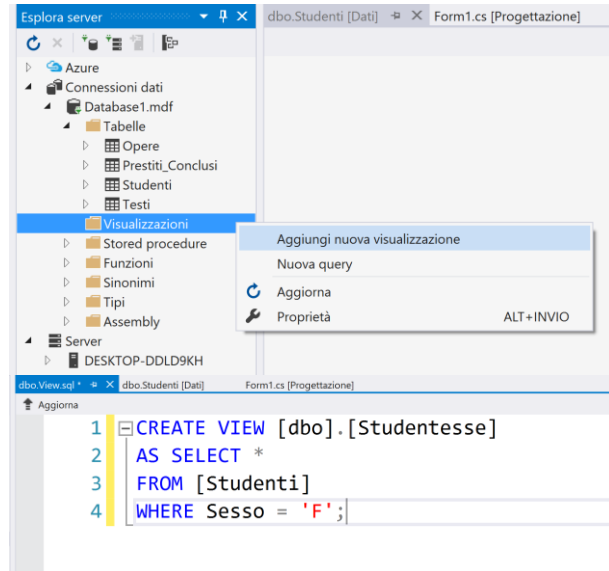 Esplora server
dbo.Studenti [Dati]
Form1.cs [Progettazione]
Azure
Connessioni dati
Database1.mdf
Tabelle
Opere
Prestiti_Conclusi
Studenti
Testi
Visualizzazioni
Stored procedure
Funzioni
Sinonimi
Tipi
Assembly
Server
DESKTOP-DDLD9KH
Aggiungi nuova visualizzazione
Nuova query
Aggiorna
Proprietà ALT+INVIO
dbo.View.sql* dbo.Studenti [Dati] Form1.cs [Progettazione]
Aggiorna
1 CREATE VIEW [dbo].[Studentesse]
2 AS SELECT *
3 FROM [Studenti]
4 WHERE Sesso = 'F';